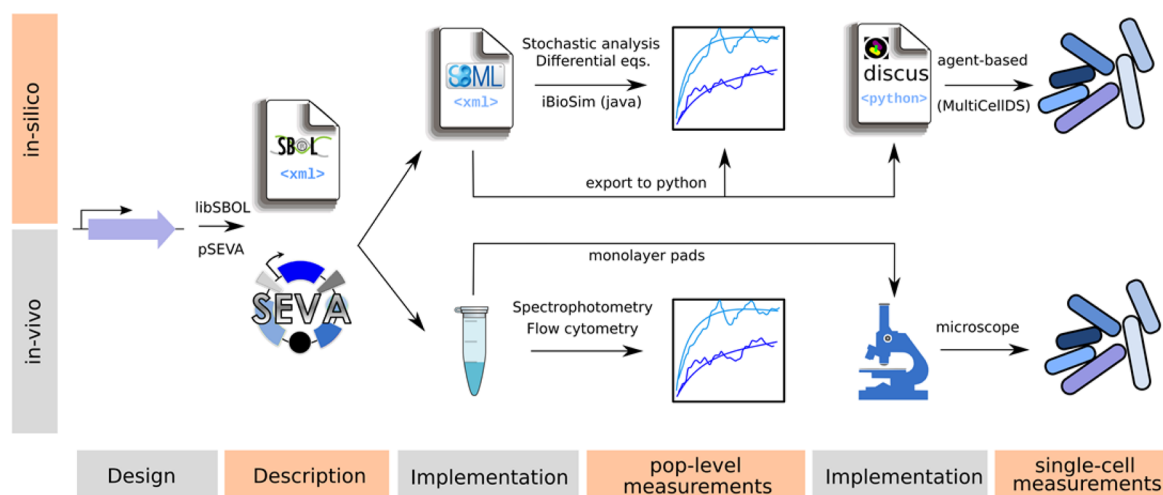 in-silico
in-vivo
libSBOL
pSEVA
SBOL
<xml>
SEVA
SBML
<xml>
Stochastic analysis
Differential eqs.
iBioSim (java)
export to python
discus
<python>
agent-based
(MultiCellDS)
monolayer pads
Spectrophotometry
Flow cytometry
microscope
Design
Description
Implementation
pop-level
measurements
Implementation
single-cell
measurements